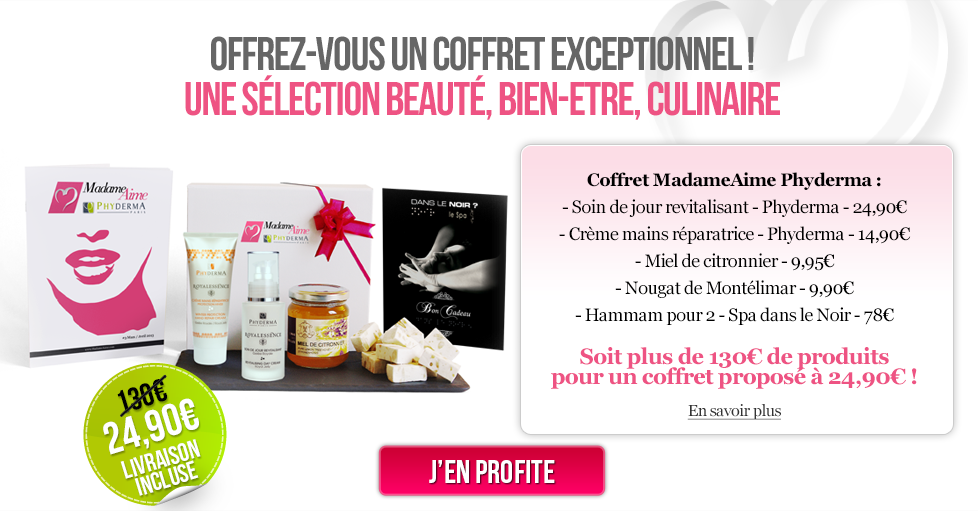 OFFREZ-VOUS UN COFFRET EXCEPTIONNEL !
UNE SÉLECTION BEAUTÉ, BIEN-ETRE, CULINAIRE
Madame
Aime
PHYDERMA
PARIS
Madame
Aime
PHYDERMA
DANS LE NOIR ?
le Spa
Bon Cadeau
PHYDERMA
ROYALESSENCE
PHYDERMA
ROYALESSENCE
MIEL DE CITRONNIER
130€
24,90€
LIVRAISON
INCLUSE
Coffret MadameAime Phyderma :
- Soin de jour revitalisant - Phyderma - 24,90€
- Crème mains réparatrice - Phyderma - 14,90€
- Miel de citronnier - 9,95€
- Nougat de Montélimar - 9,90€
- Hammam pour 2 - Spa dans le Noir - 78€
Soit plus de 130€ de produits
pour un coffret proposé à 24,90€ !
En savoir plus
J'EN PROFITE